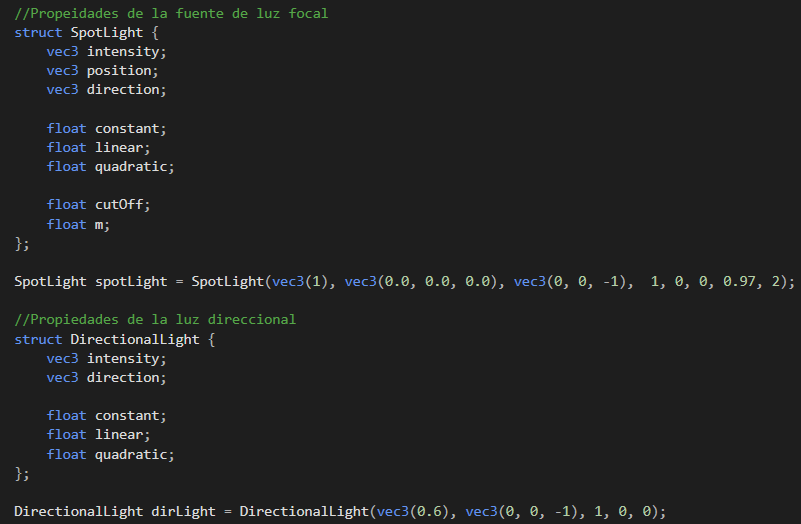 //Propeidades de la fuente de luz focal
struct SpotLight {
    vec3 intensity;
    vec3 position;
    vec3 direction;

    float constant;
    float linear;
    float quadratic;

    float cutOff;
    float m;
};

SpotLight spotLight = SpotLight(vec3(1), vec3(0.0, 0.0, 0.0), vec3(0, 0, -1),  1, 0, 0, 0.97, 2);

//Propiedades de la luz direccional
struct DirectionalLight {
    vec3 intensity;
    vec3 direction;

    float constant;
    float linear;
    float quadratic;
};

DirectionalLight dirLight = DirectionalLight(vec3(0.6), vec3(0, 0, -1), 1, 0, 0);